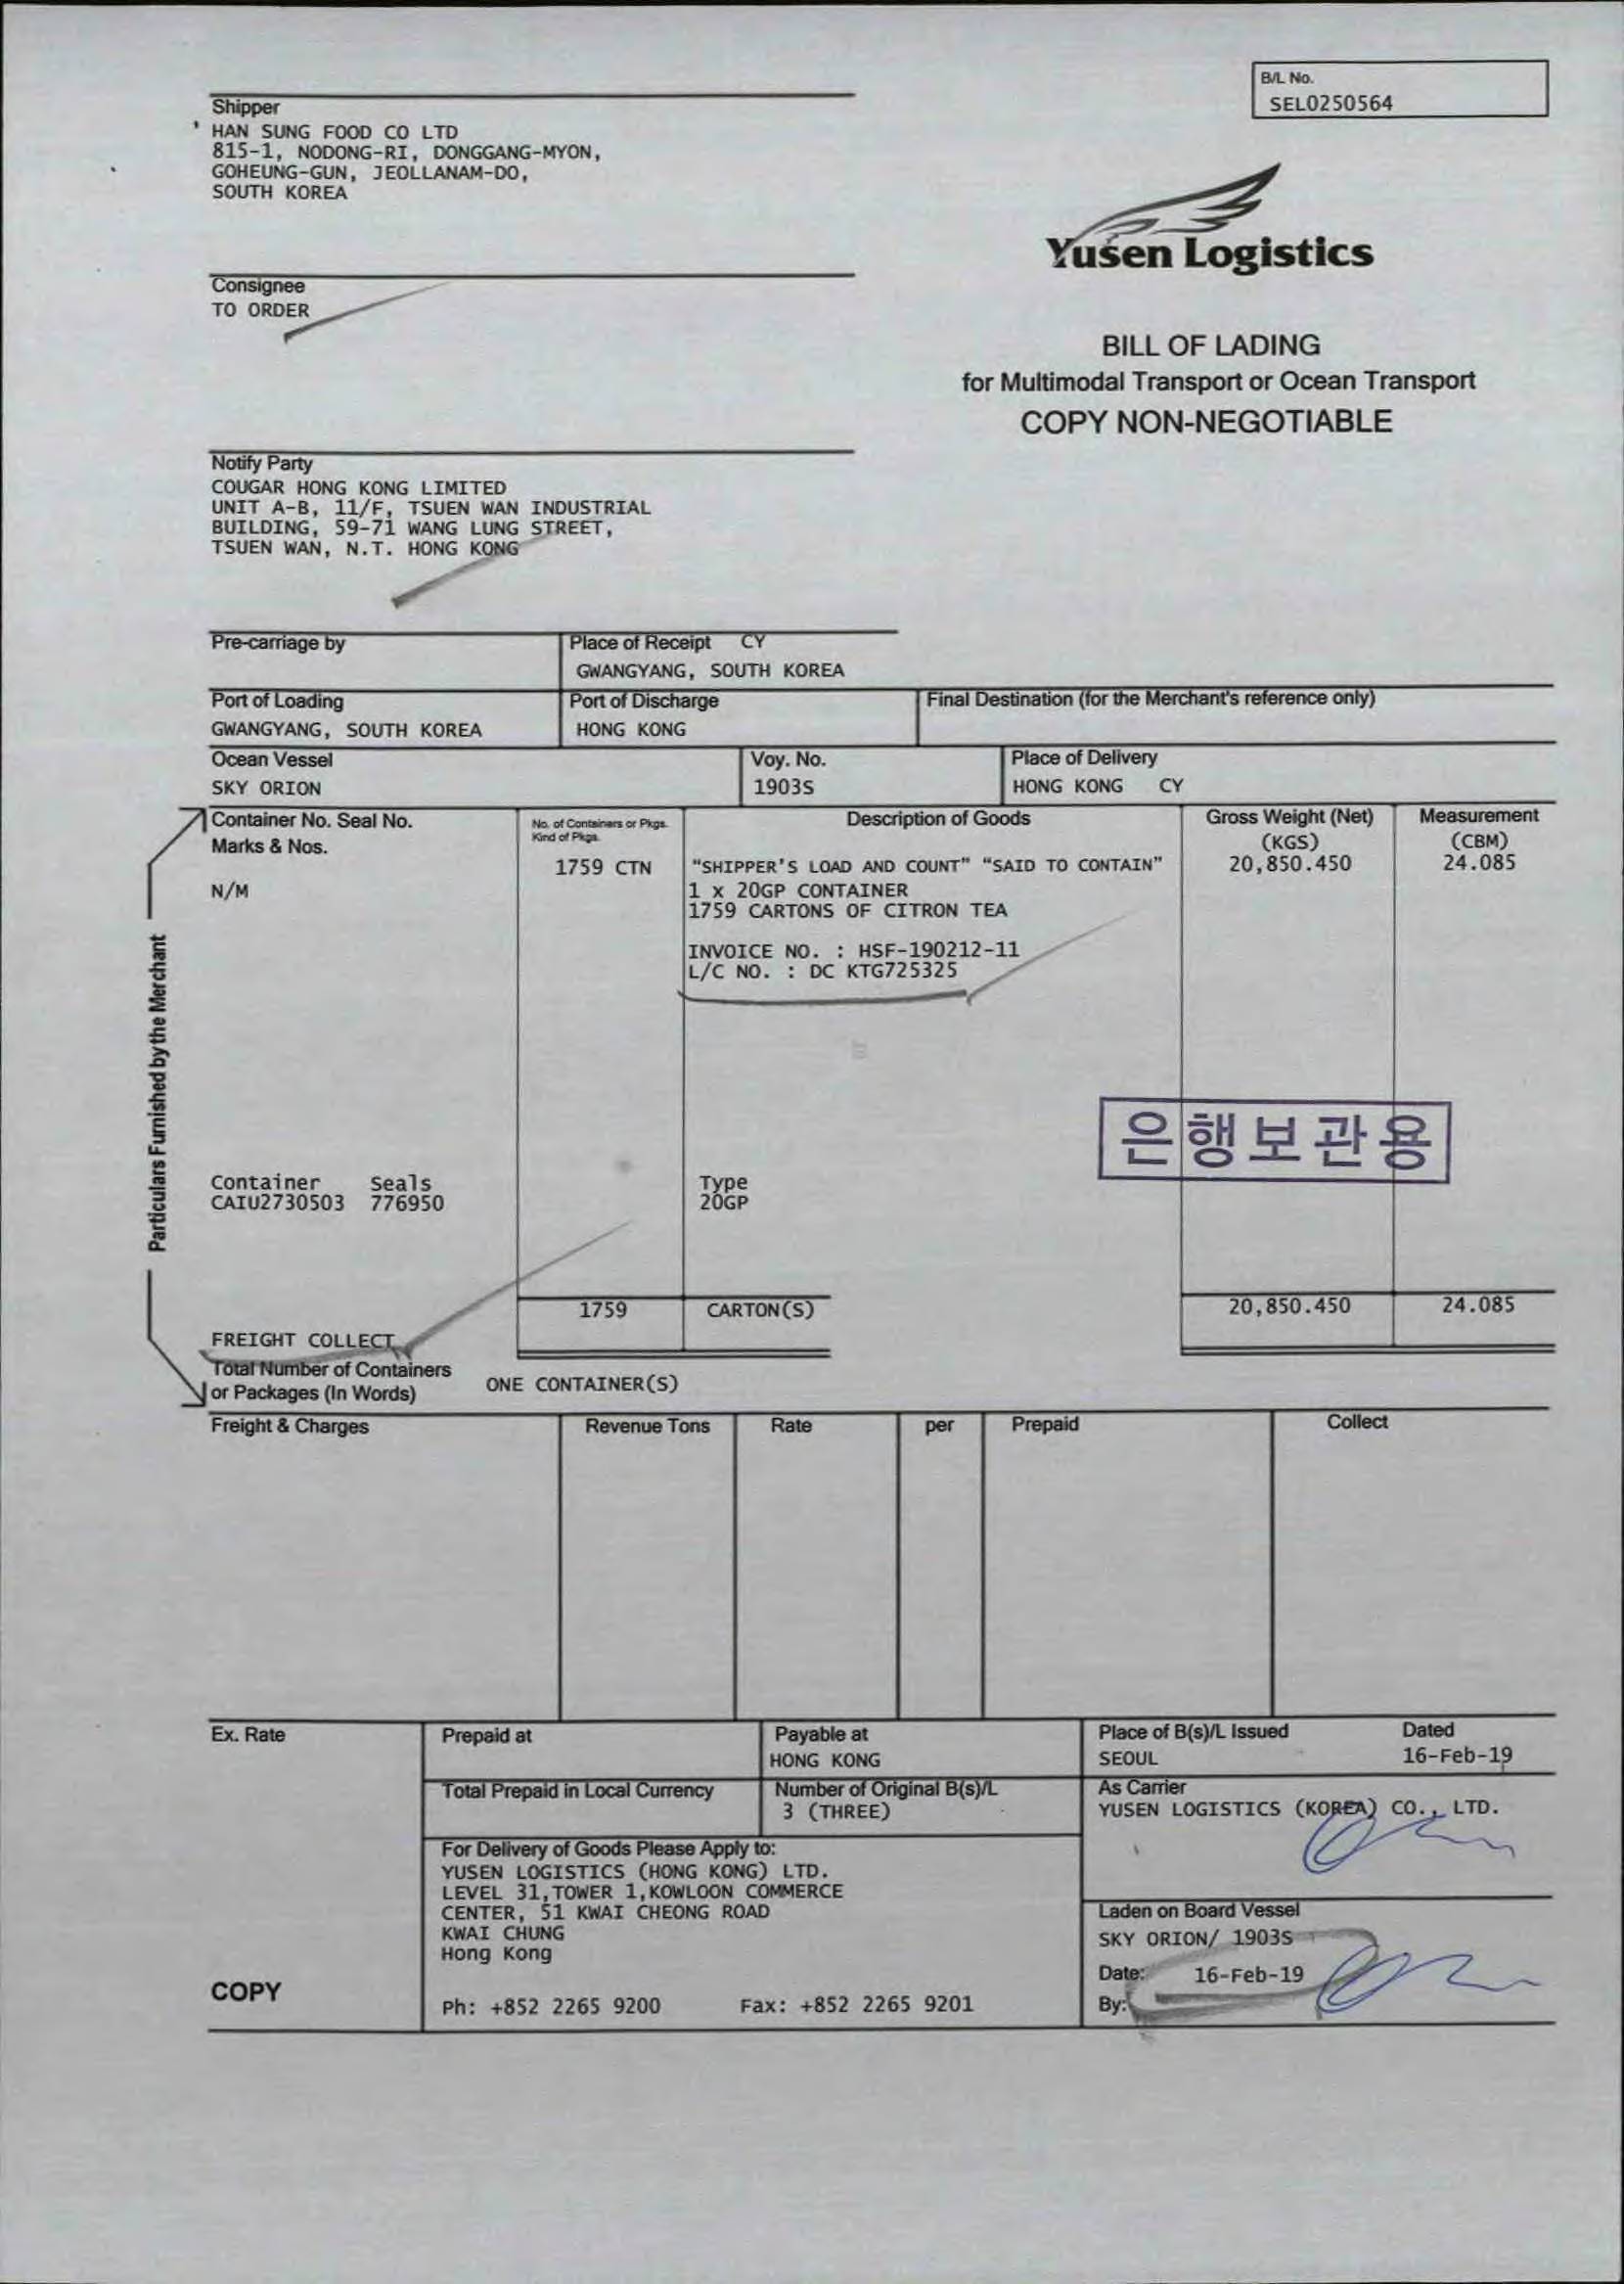 B/L No.
SEL0250564
Shipper
HAN SUNG FOOD CO LTD
815-1, NODONG-RI, DONGGANG-MYON,
GOHEUNG-GUN, JEOLLANAM-DO,
SOUTH KOREA
Yusen Logistics
Consignee
TO ORDER
BILL OF LADING
for Multimodal Transport or Ocean Transport
COPY NON-NEGOTIABLE
Notify Party
COUGAR HONG KONG LIMITED
UNIT A-B, 11/F, TSUEN WAN INDUSTRIAL
BUILDING, 59-71 WANG LUNG STREET,
TSUEN WAN, N.T. HONG KONG
Pre-carriage by
Place of Receipt CY
GWANGYANG, SOUTH KOREA
Port of Loading
GWANGYANG, SOUTH KOREA
Port of Discharge
HONG KONG
Final Destination (for the Merchant's reference only)
Ocean Vessel
SKY ORION
Voy. No.
1903S
Place of Delivery
HONG KONG CY
Particulars Furnished by the Merchant
Container No. Seal No.
Marks & Nos.
N/M
No. of Containers or Pkgs.
Kind of Pkgs.
1759 CTN
Description of Goods
"SHIPPER'S LOAD AND COUNT" "SAID TO CONTAIN"
1 x 20GP CONTAINER
1759 CARTONS OF CITRON TEA
INVOICE NO. : HSF-190212-11
L/C NO. : DC KTG725325
Gross Weight (Net)
(KGS)
20,850.450
Measurement
(CBM)
24.085
은행보관용
Container Seals Type
CAIU2730503 776950 20GP
1759 CARTON(S) 20,850.450 24.085
FREIGHT COLLECT
Total Number of Containers
or Packages (In Words)
ONE CONTAINER(S)
Freight & Charges Revenue Tons Rate per Prepaid Collect
Ex. Rate
Prepaid at
Payable at
HONG KONG
Place of B(s)/L Issued
SEOUL
Dated
16-Feb-19
Total Prepaid in Local Currency
Number of Original B(s)/L
3 (THREE)
As Carrier
YUSEN LOGISTICS (KOREA) CO., LTD.
For Delivery of Goods Please Apply to:
YUSEN LOGISTICS (HONG KONG) LTD.
LEVEL 31,TOWER 1,KOWLOON COMMERCE
CENTER, 51 KWAI CHEONG ROAD
KWAI CHUNG
Hong Kong
Ph: +852 2265 9200 Fax: +852 2265 9201
Laden on Board Vessel
SKY ORION/ 1903S
Date: 16-Feb-19
By:
COPY